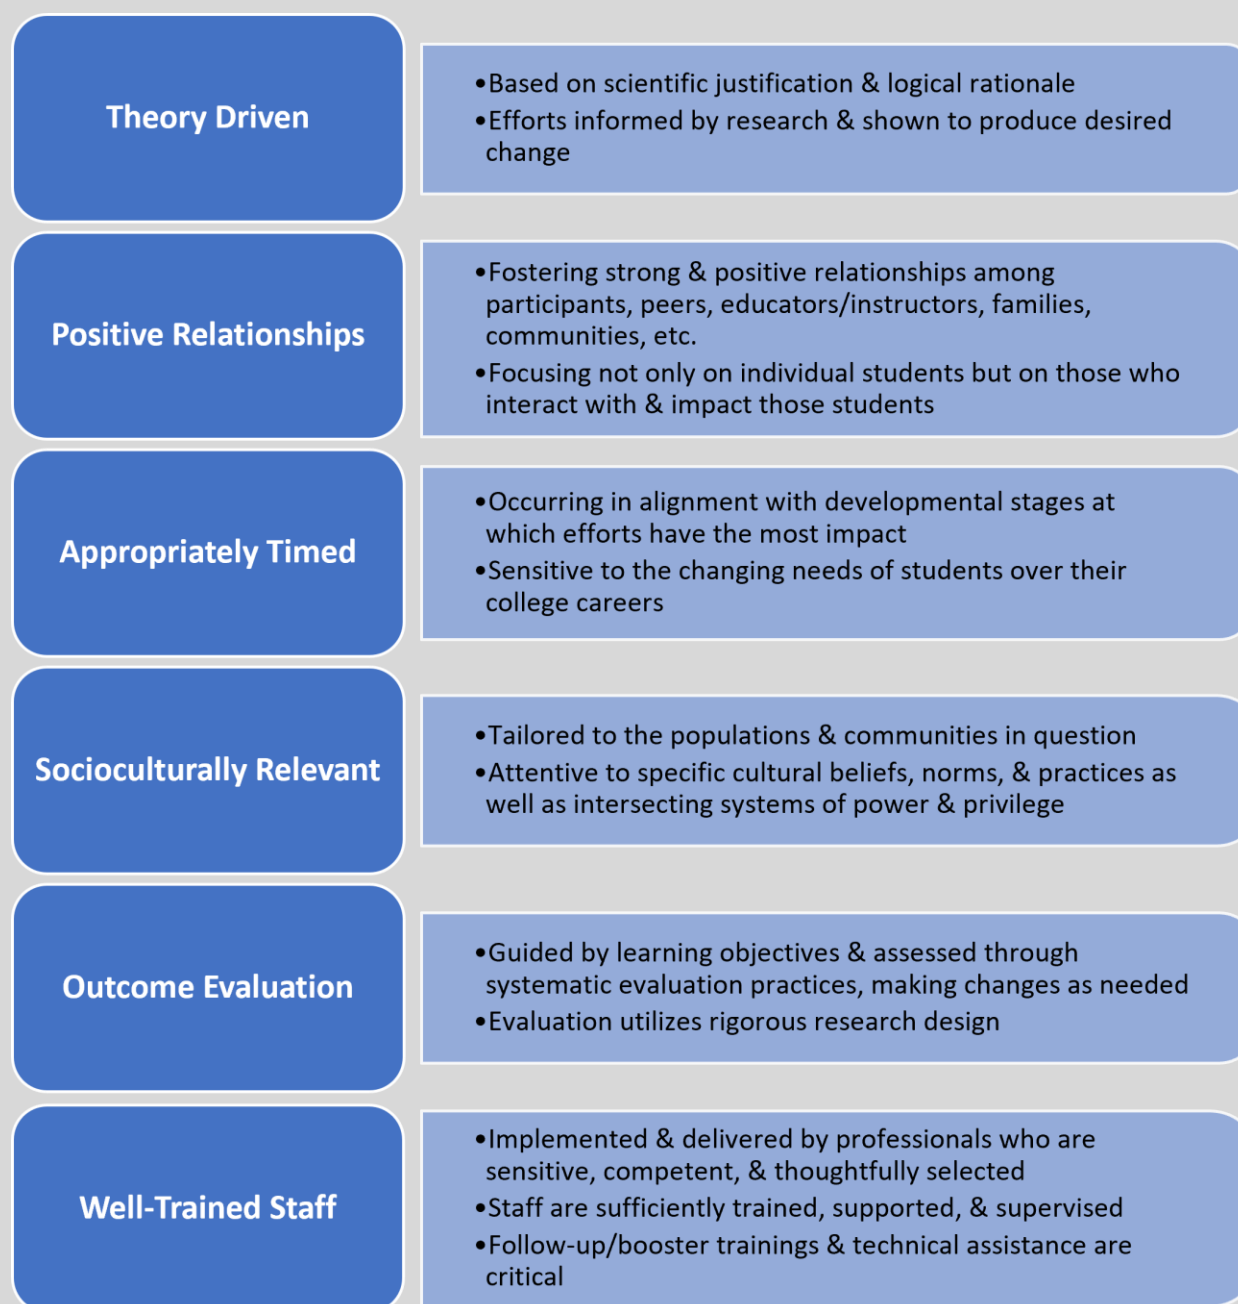 Theory Driven
•Based on scientific justification & logical rationale
•Efforts informed by research & shown to produce desired
change
Positive Relationships
•Fostering strong & positive relationships among
participants, peers, educators/instructors, families,
communities, etc.
•Focusing not only on individual students but on those who
interact with & impact those students
Appropriately Timed
•Occurring in alignment with developmental stages at
which efforts have the most impact
•Sensitive to the changing needs of students over their
college careers
Socioculturally Relevant
•Tailored to the populations & communities in question
•Attentive to specific cultural beliefs, norms, & practices as
well as intersecting systems of power & privilege
Outcome Evaluation
•Guided by learning objectives & assessed through
systematic evaluation practices, making changes as needed
•Evaluation utilizes rigorous research design
Well-Trained Staff
•Implemented & delivered by professionals who are
sensitive, competent, & thoughtfully selected
•Staff are sufficiently trained, supported, & supervised
•Follow-up/booster trainings & technical assistance are
critical